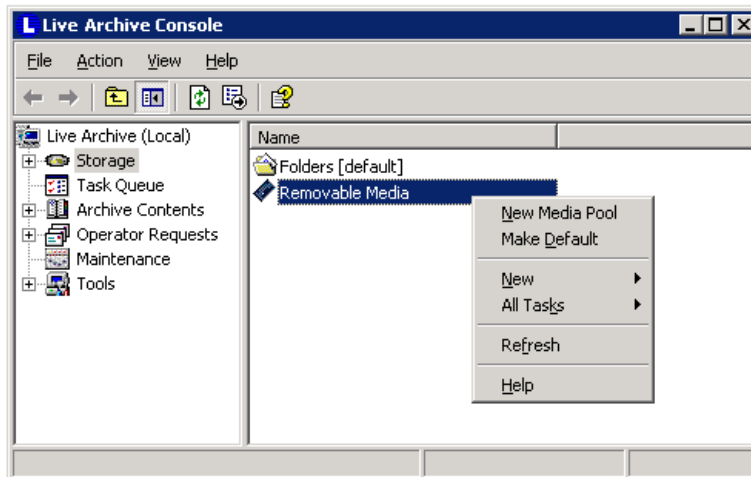 Live Archive Console
File Action View Help
Live Archive (Local)
Storage
Task Queue
Archive Contents
Operator Requests
Maintenance
Tools
Name
Folders [default]
Removable Media
New Media Pool
Make Default
New
All Tasks
Refresh
Help